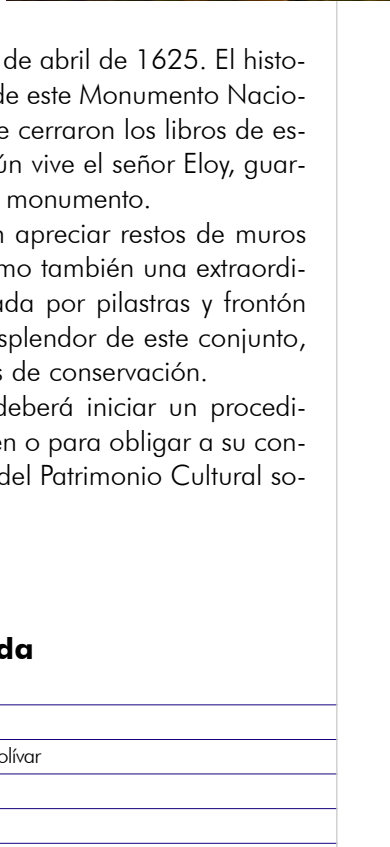 de abril de 1625. El histo-
de este Monumento Nacio-
e cerraron los libros de es-
ún vive el señor Eloy, guar-
monumento.
n apreciar restos de muros
mo también una extraordi-
ada por pilastras y frontón
splendor de este conjunto,
s de conservación.
deberá iniciar un procedi-
en o para obligar a su con-
del Patrimonio Cultural so-
da
olívar